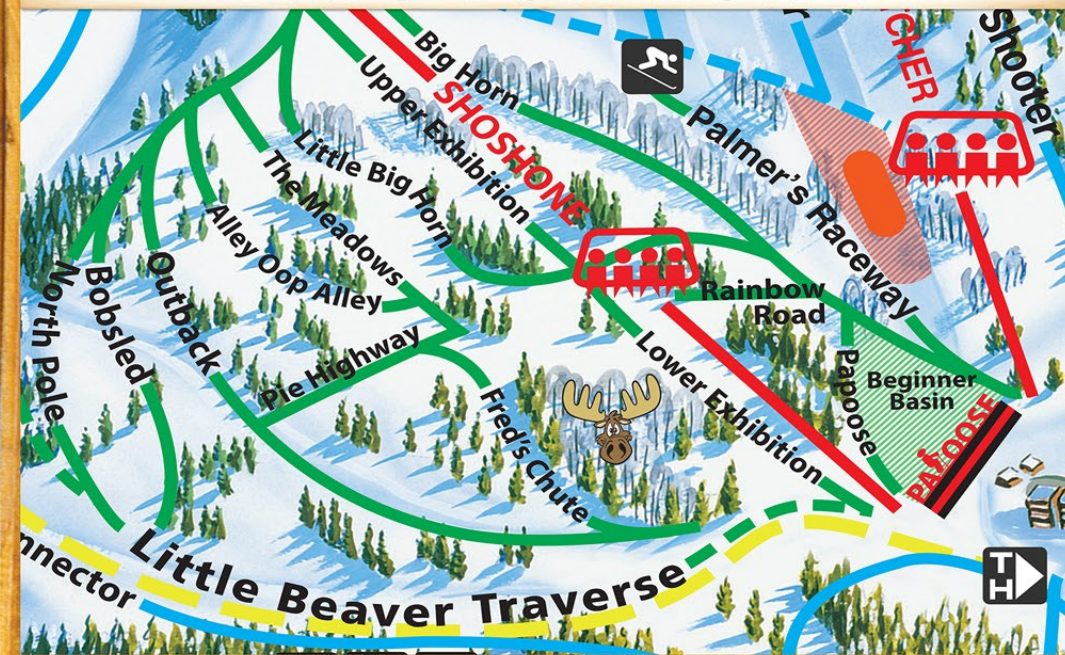 Big Horn
Upper Exhibition
SHOSHONE
CHER
Shooter
Palmer's Raceway
Little Big Horn
The Meadows
Alley Oop Alley
Outback
Bobsled
North Pole
Pie Highway
Fred's Chute
Rainbow
Road
Lower Exhibition
Papoose
Beginner
Basin
PAPOOSE
Little Beaver Traverse
nnector
TH